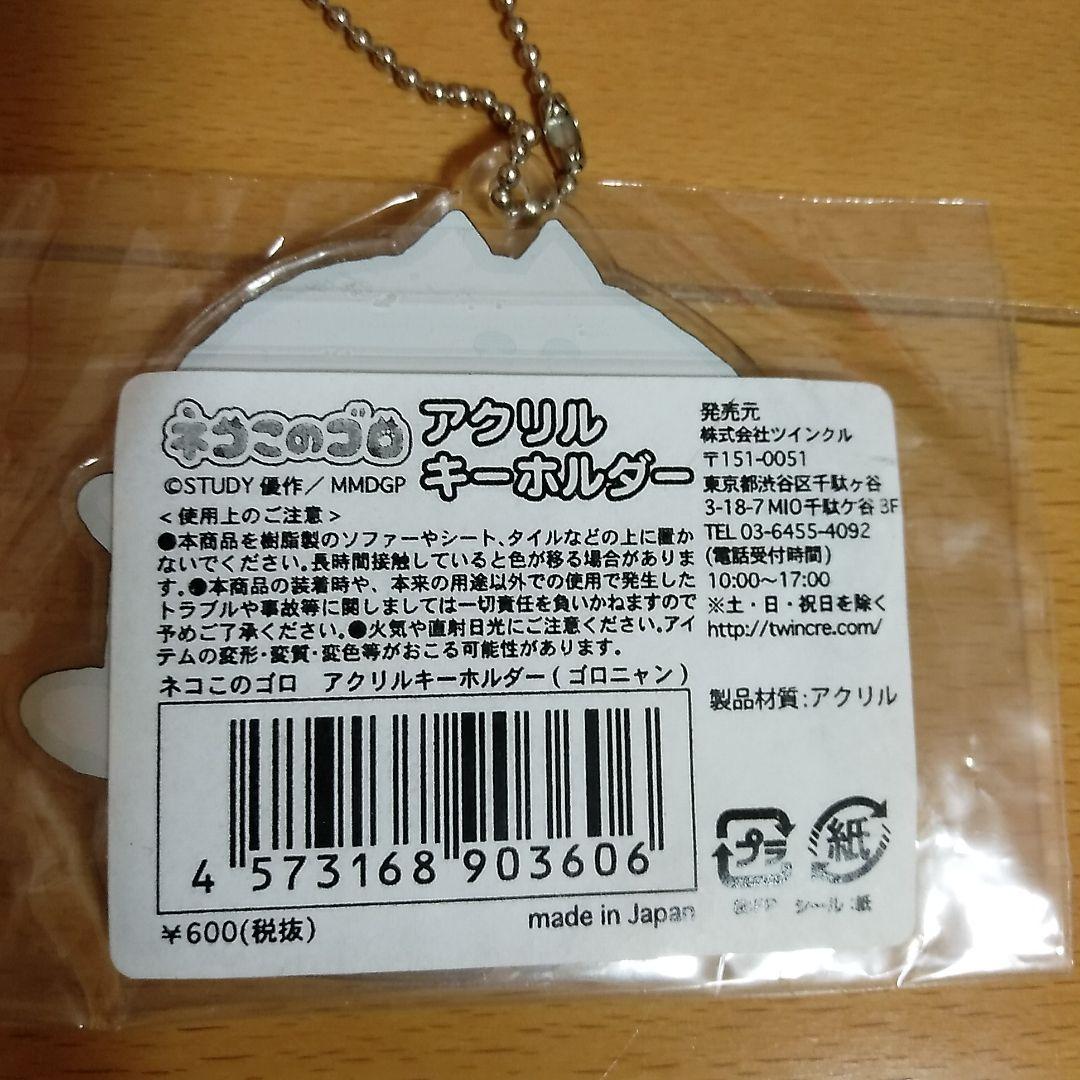 ネコこのゴロ
アクリル
キーホルダー
©STUDY 優作／MMDGP
＜使用上のご注意＞
●本商品を樹脂製のソファーやシート、タイルなどの上に置か
ないでください。長時間接触していると色が移る場合がありま
す。●本商品の装着時や、本来の用途以外での使用で発生した
トラブルや事故等に関しましては一切責任を負いかねますので
予めご了承ください。●火気や直射日光にご注意ください。アイ
テムの変形・変質・変色等がおこる可能性があります。
ネコこのゴロ　アクリルキーホルダー(ゴロニャン)
4 573168 903606
¥600(税抜)
made in Japan
発売元
株式会社ツインクル
〒151-0051
東京都渋谷区千駄ヶ谷
3-18-7 MIO千駄ケ谷 3F
TEL 03-6455-4092
(電話受付時間)
10:00～17:00
※土・日・祝日を除く
http://twincre.com/
製品材質:アクリル
プラ
紙
シール:紙